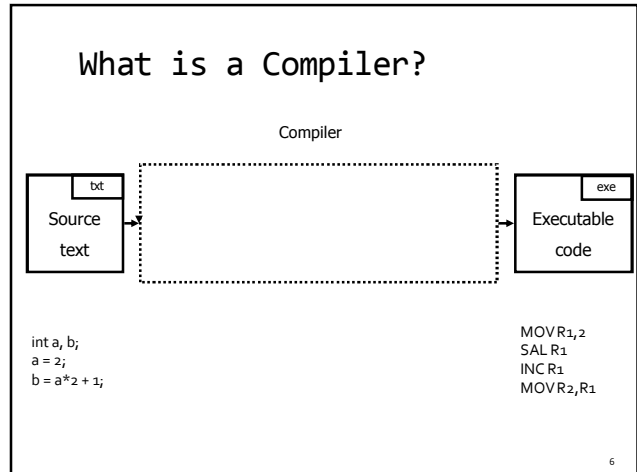 What is a Compiler?
Compiler
txt
Source
text
exe
Executable
code
int a, b;
a = 2;
b = a*2 + 1;
MOV R1,2
SAL R1
INC R1
MOV R2,R1
6